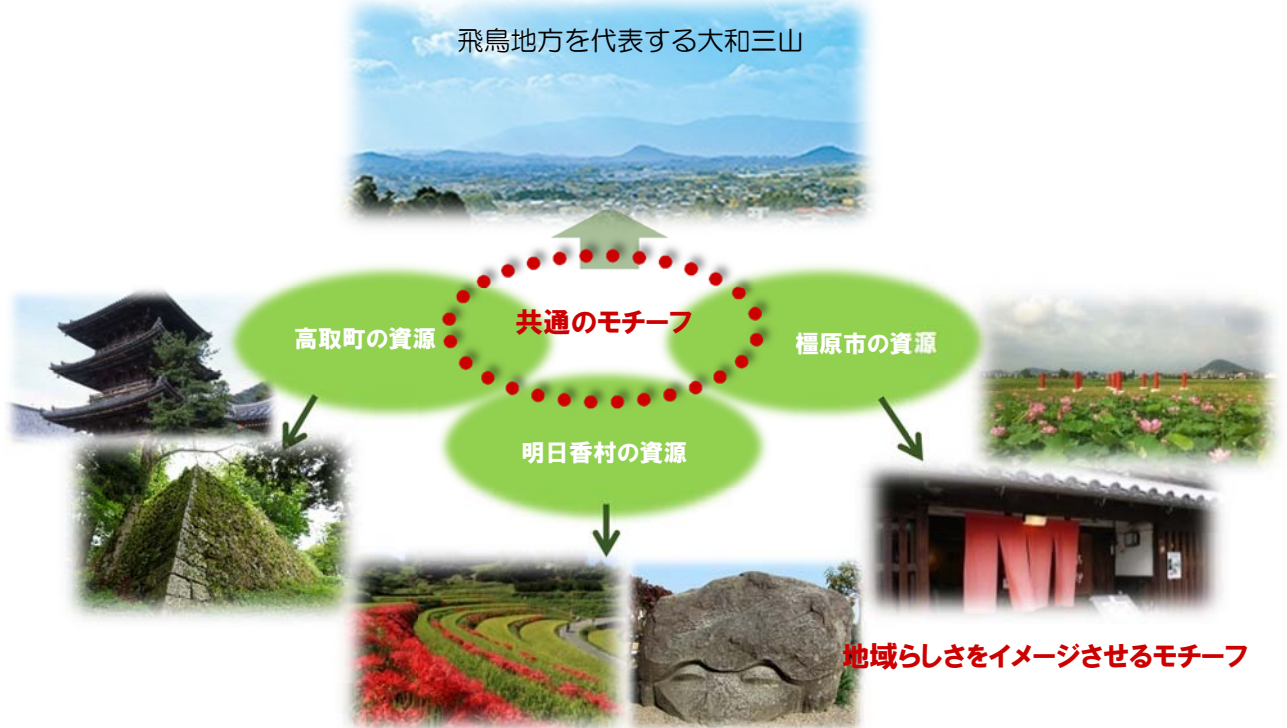 飛鳥地方を代表する大和三山
共通のモチーフ
高取町の資源
橿原市の資源
明日香村の資源
地域らしさをイメージさせるモチーフ